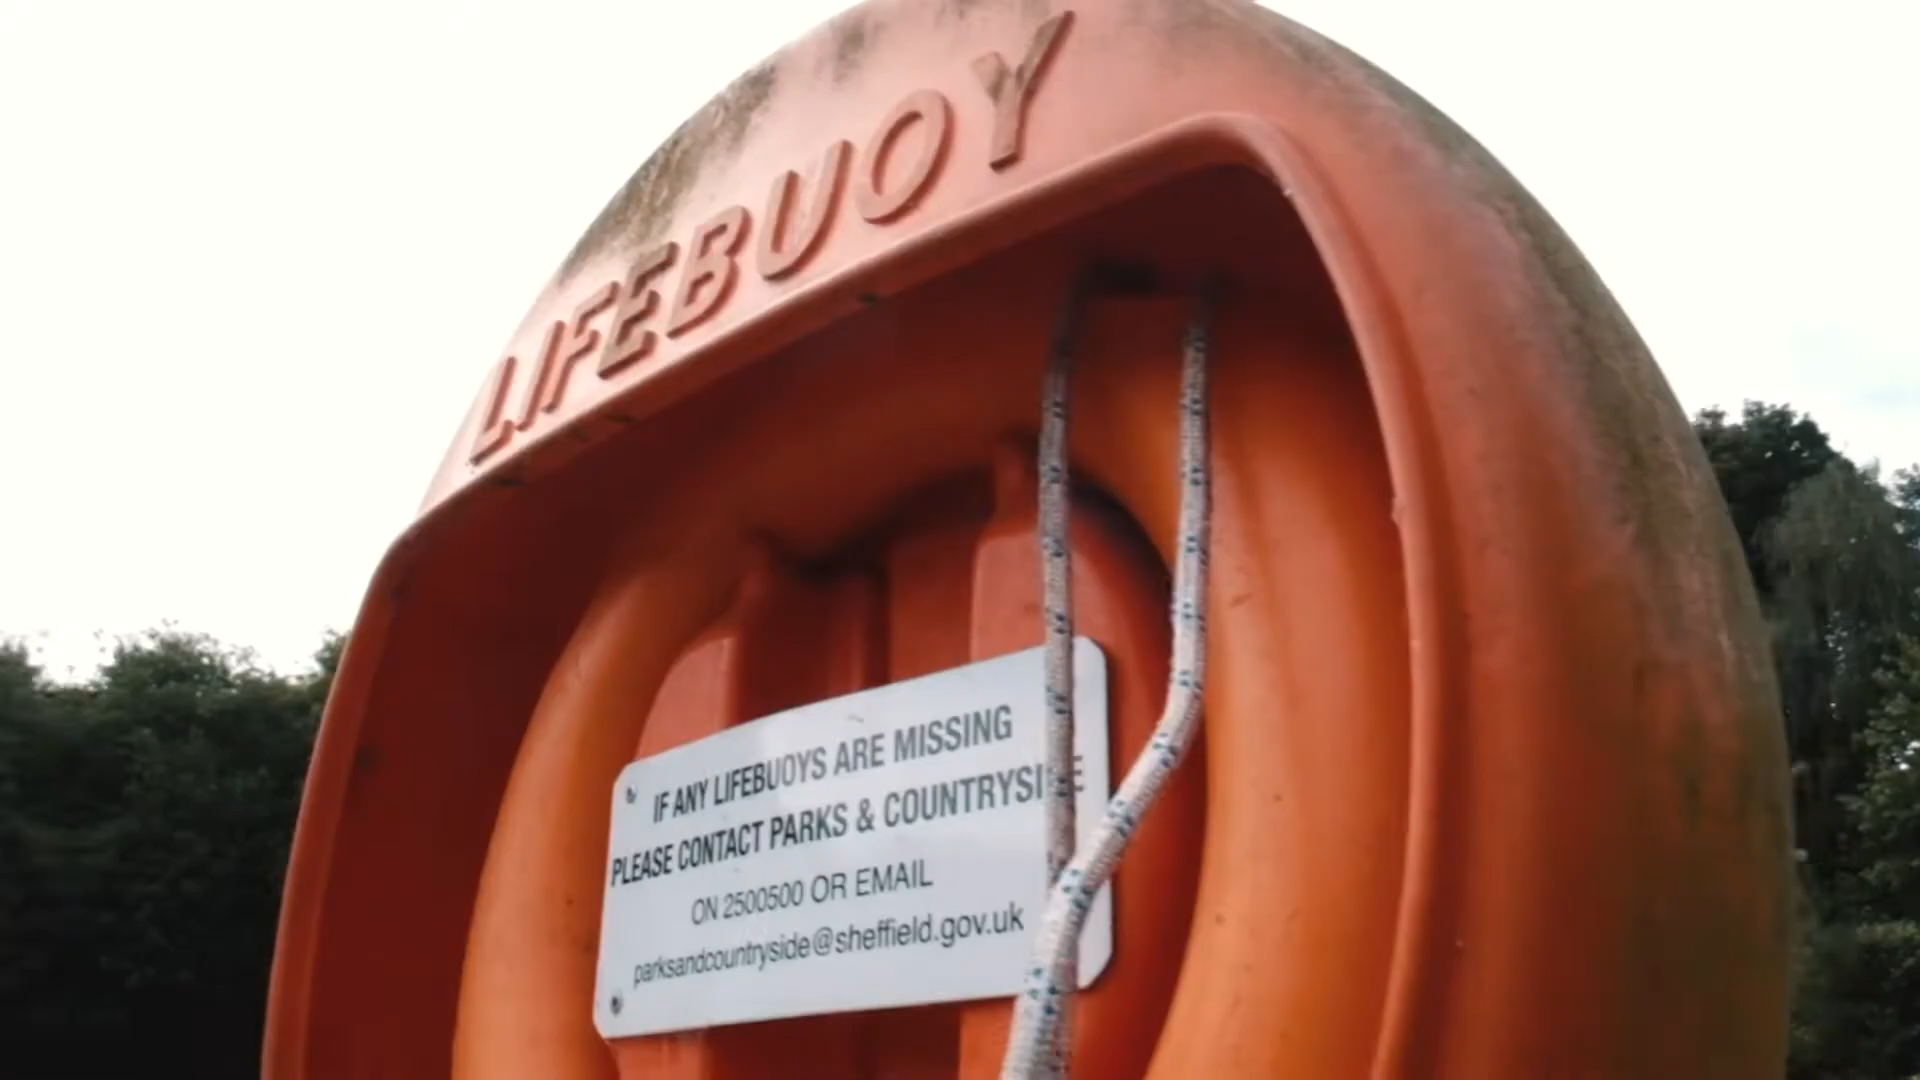 LIFEBUOY
IF ANY LIFEBUOYS ARE MISSING
PLEASE CONTACT PARKS & COUNTRYSIDE
ON 2500500 OR EMAIL
parksandcountryside@sheffield.gov.uk